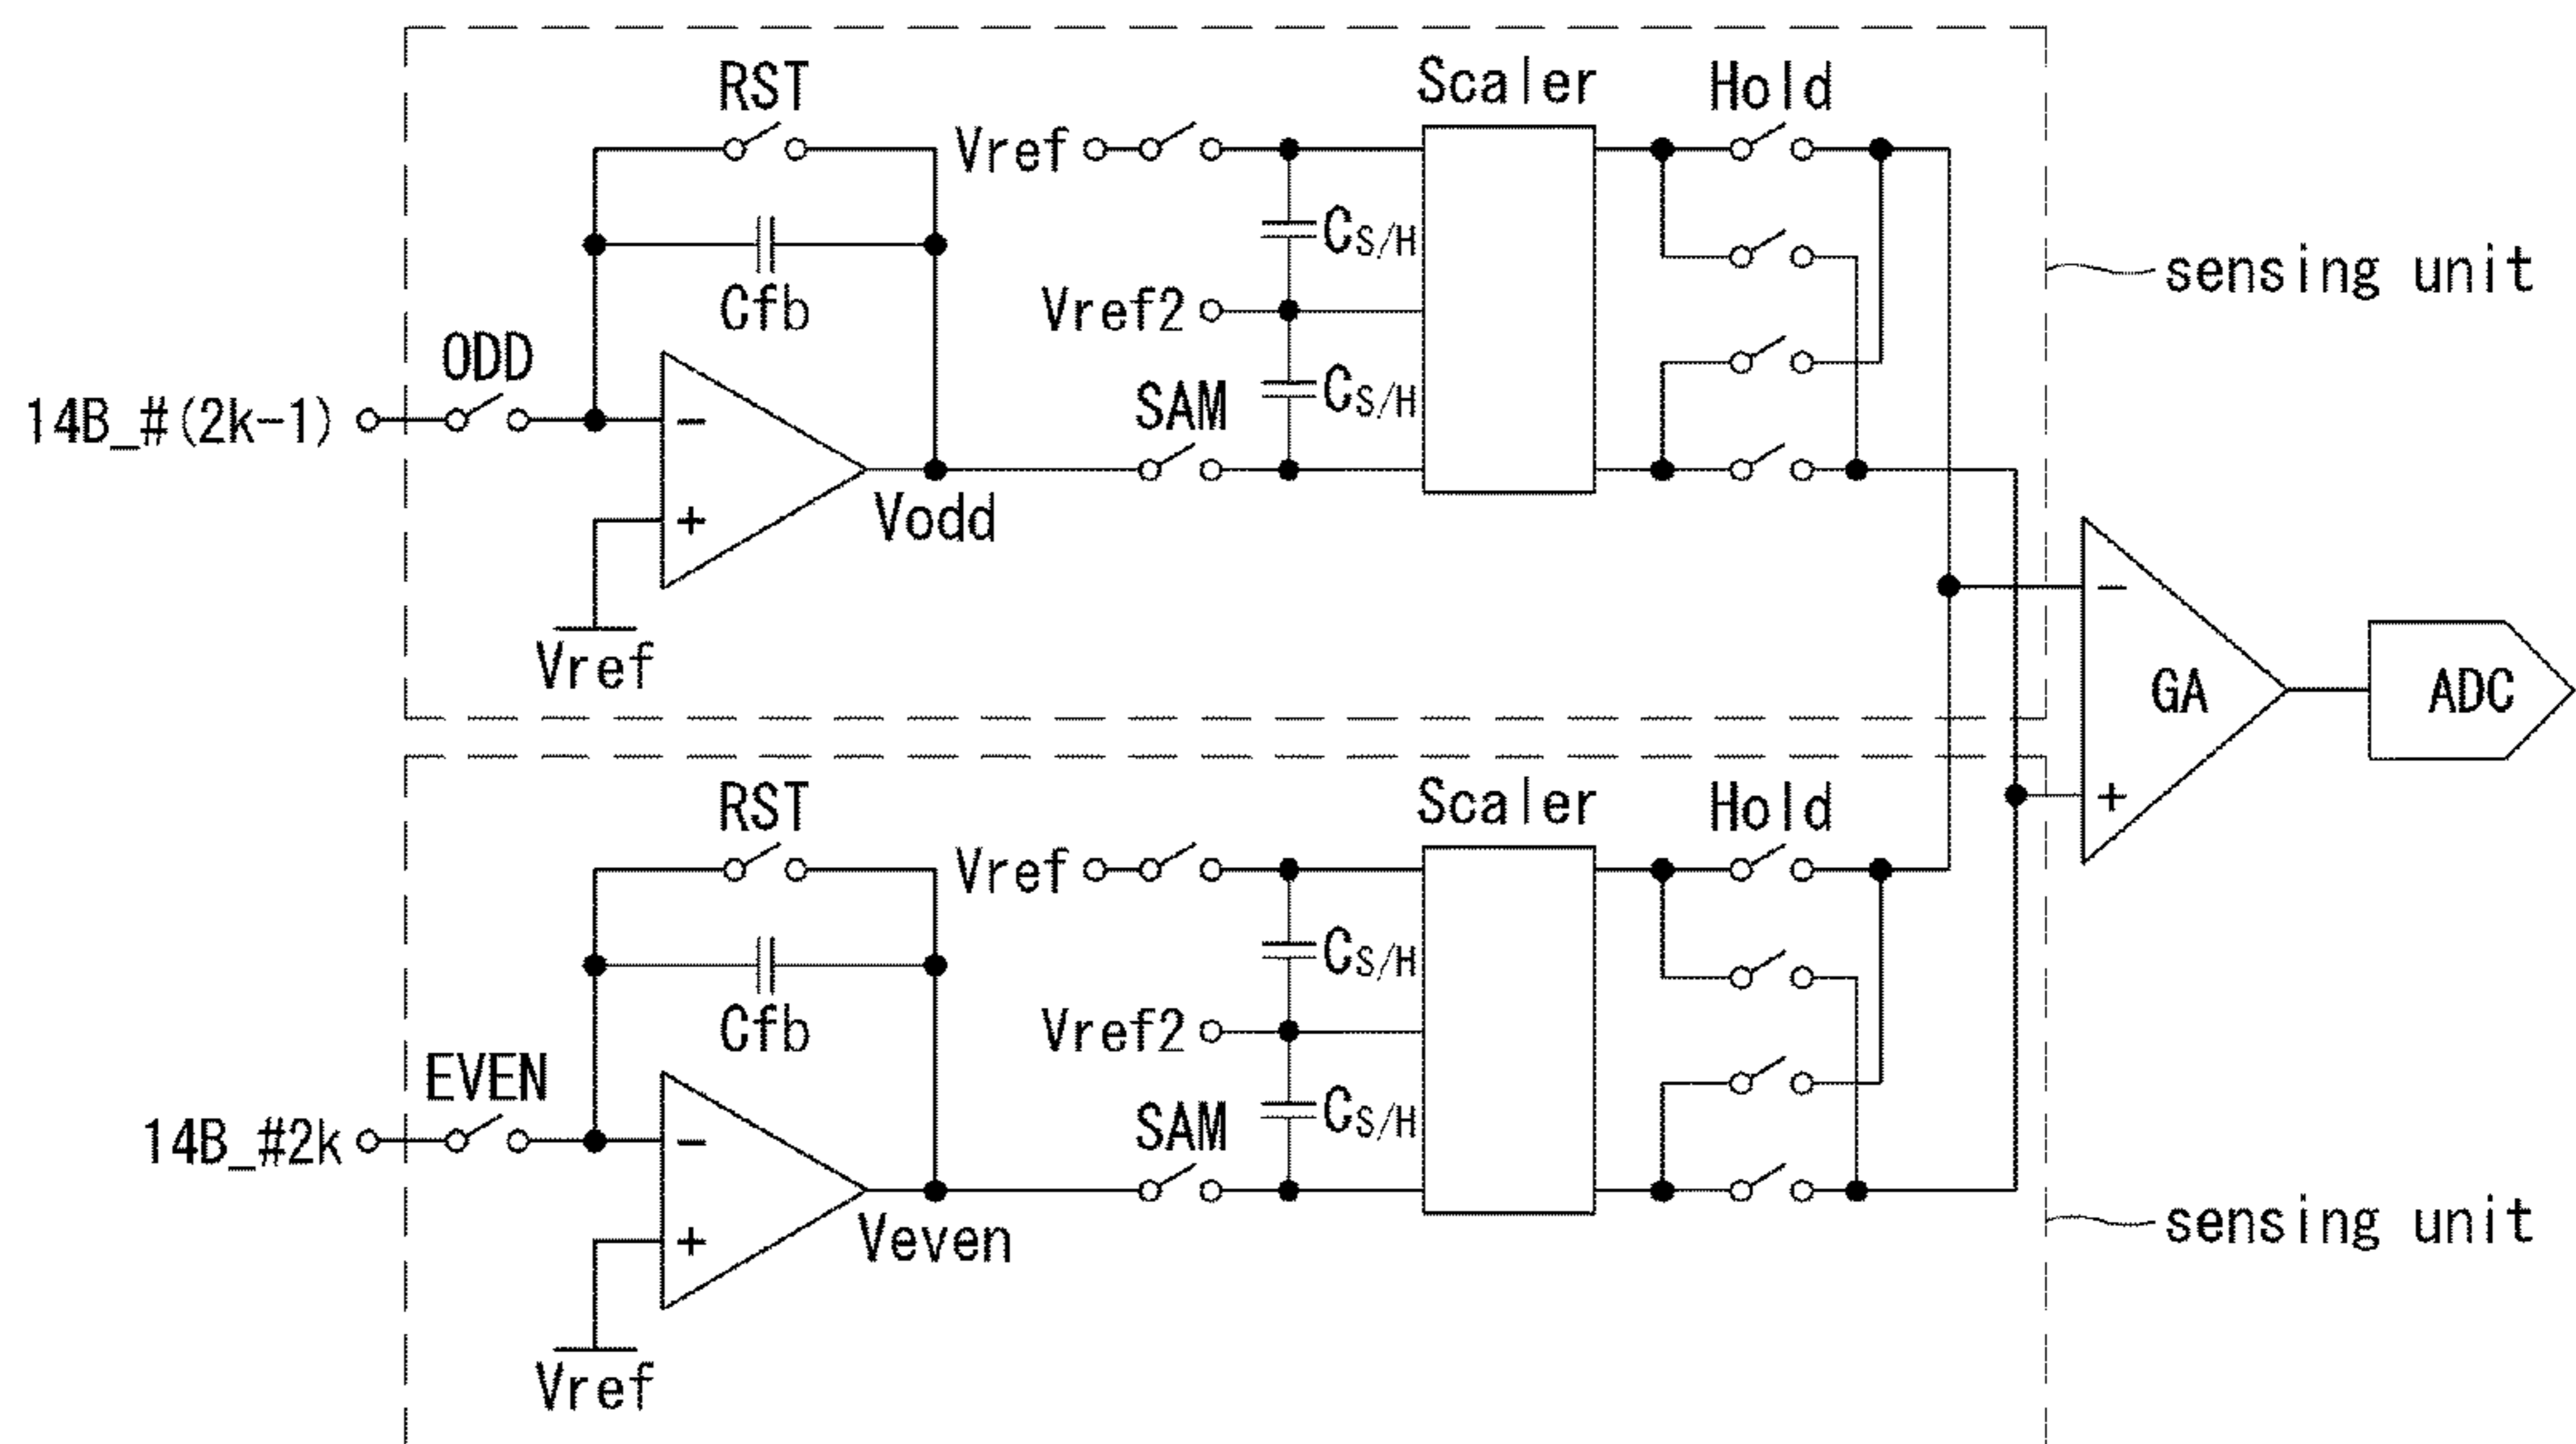 RST
Scaler
Hold
Vref
CS/H
Cfb
Vref2
sensing unit
ODD
14B_#(2k-1)
−
SAM
CS/H
+
Vodd
Vref
−
GA
ADC
+
RST
Scaler
Hold
Vref
CS/H
Cfb
Vref2
EVEN
14B_#2k
−
SAM
CS/H
+
Veven
sensing unit
Vref